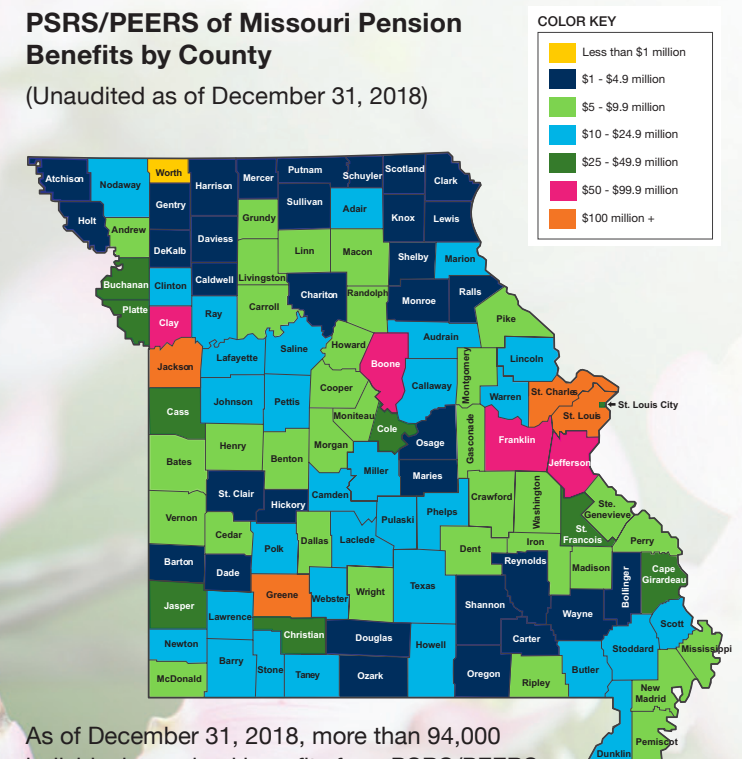 PSRS/PEERS of Missouri Pension
Benefits by County
(Unaudited as of December 31, 2018)
COLOR KEY
Less than $1 million
$1 - $4.9 million
$5 - $9.9 million
$10 - $24.9 million
$25 - $49.9 million
$50 - $99.9 million
$100 million +
Atchison
Nodaway
Worth
Harrison
Mercer
Putnam
Schuyler
Scotland
Clark
Holt
Andrew
Gentry
Grundy
Sullivan
Adair
Knox
Lewis
DeKalb
Daviess
Linn
Macon
Shelby
Marion
Buchanan
Clinton
Caldwell
Livingston
Chariton
Randolph
Monroe
Ralls
Platte
Clay
Ray
Carroll
Pike
Jackson
Lafayette
Saline
Howard
Boone
Audrain
Montgomery
Lincoln
Cass
Johnson
Pettis
Cooper
Moniteau
Callaway
Warren
St. Charles
St. Louis
St. Louis City
Bates
Henry
Benton
Morgan
Cole
Osage
Gasconade
Franklin
Jefferson
St. Clair
Hickory
Camden
Miller
Maries
Crawford
Washington
Ste.
Genevieve
St.
Francois
Vernon
Cedar
Polk
Dallas
Laclede
Pulaski
Phelps
Dent
Iron
Perry
Barton
Dade
Greene
Webster
Wright
Texas
Reynolds
Madison
Bollinger
Cape
Girardeau
Jasper
Lawrence
Christian
Douglas
Shannon
Wayne
Scott
Newton
Barry
Stone
Taney
Ozark
Howell
Carter
Butler
Stoddard
Mississippi
McDonald
Oregon
Ripley
New
Madrid
Pemiscot
Dunklin
As of December 31, 2018, more than 94,000